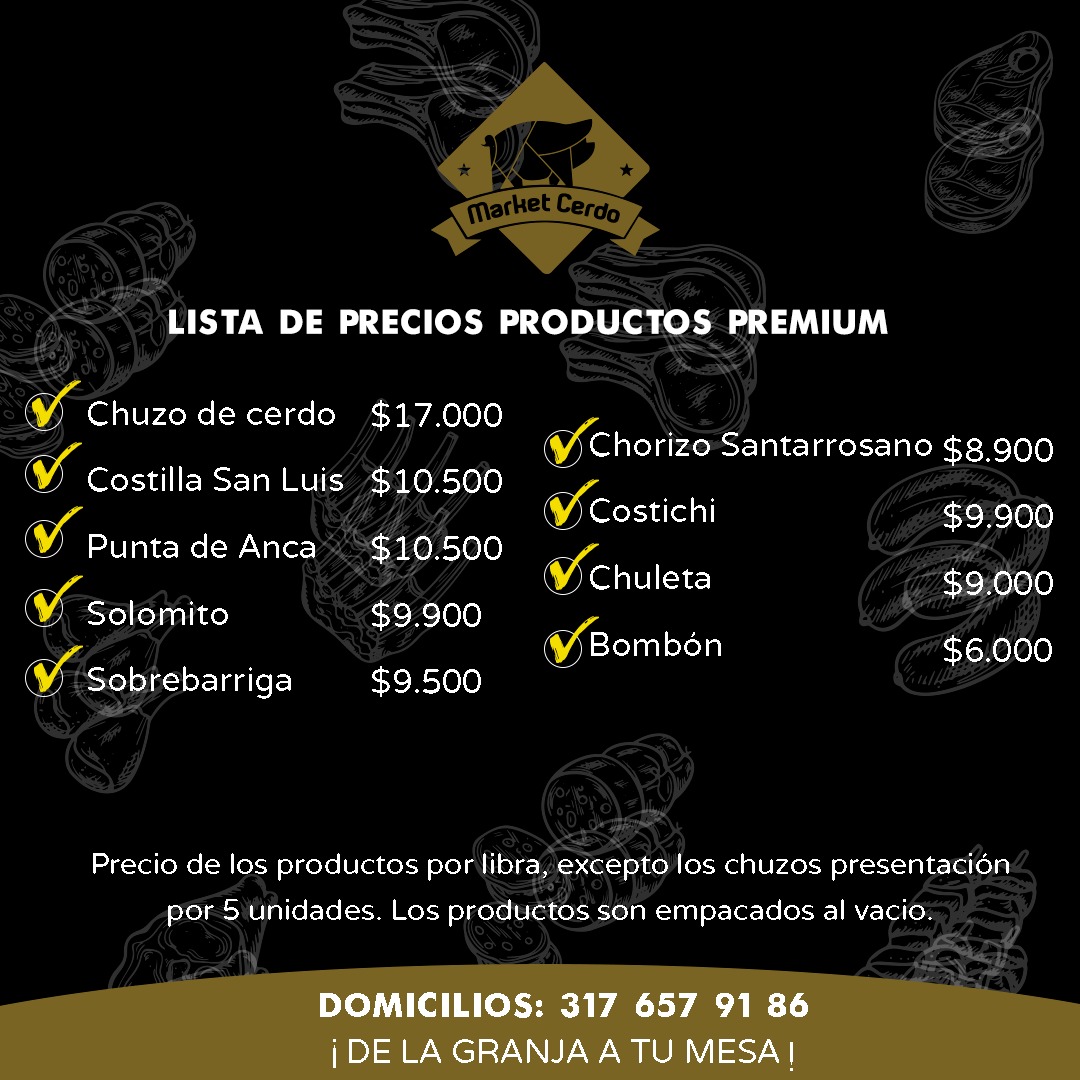 Market Cerdo
LISTA DE PRECIOS PRODUCTOS PREMIUM
Chuzo de cerdo $17.000
Costilla San Luis $10.500
Punta de Anca $10.500
Solomito $9.900
Sobrebarriga $9.500
Chorizo Santarrosano $8.900
Costichi $9.900
Chuleta $9.000
Bombón $6.000
Precio de los productos por libra, excepto los chuzos presentación
por 5 unidades. Los productos son empacados al vacio.
DOMICILIOS: 317 657 91 86
¡ DE LA GRANJA A TU MESA !